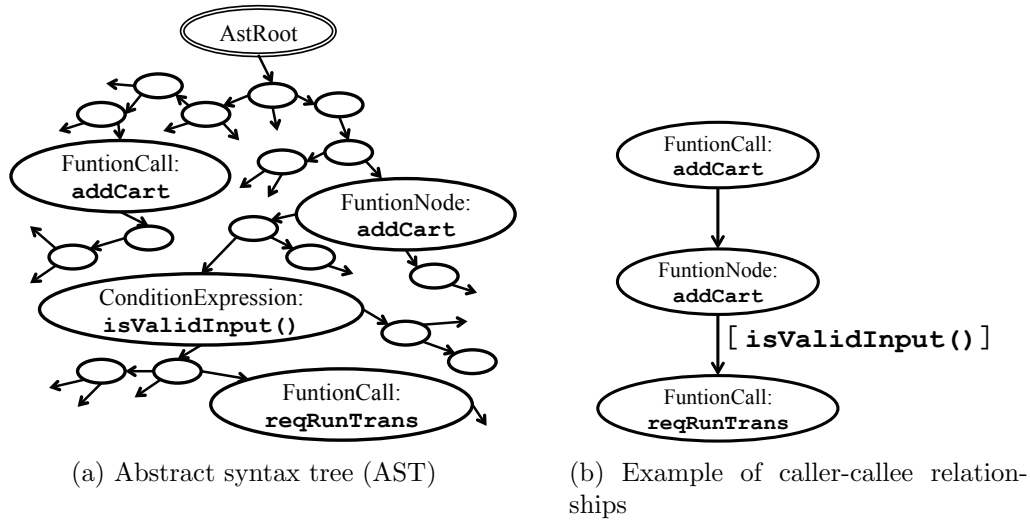 AstRoot
FuntionCall:
addCart
FuntionNode:
addCart
ConditionExpression:
isValidInput()
FuntionCall:
reqRunTrans
(a) Abstract syntax tree (AST)
FuntionCall:
addCart
FuntionNode:
addCart
[ isValidInput() ]
FuntionCall:
reqRunTrans
(b) Example of caller-callee relation-
ships